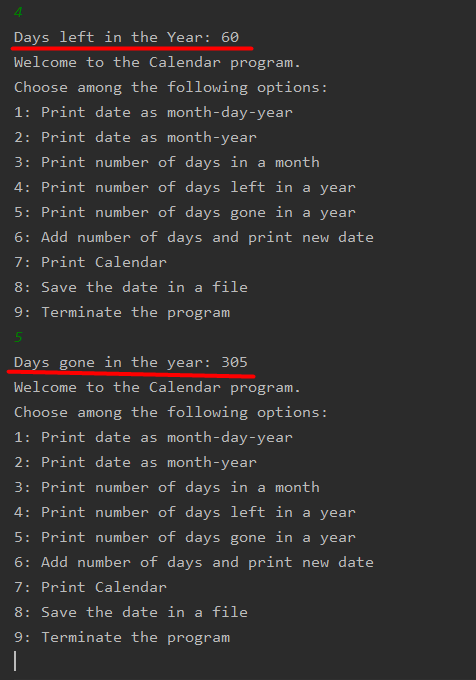 4
Days left in the Year: 60
Welcome to the Calendar program.
Choose among the following options:
1: Print date as month-day-year
2: Print date as month-year
3: Print number of days in a month
4: Print number of days left in a year
5: Print number of days gone in a year
6: Add number of days and print new date
7: Print Calendar
8: Save the date in a file
9: Terminate the program
5
Days gone in the year: 305
Welcome to the Calendar program.
Choose among the following options:
1: Print date as month-day-year
2: Print date as month-year
3: Print number of days in a month
4: Print number of days left in a year
5: Print number of days gone in a year
6: Add number of days and print new date
7: Print Calendar
8: Save the date in a file
9: Terminate the program